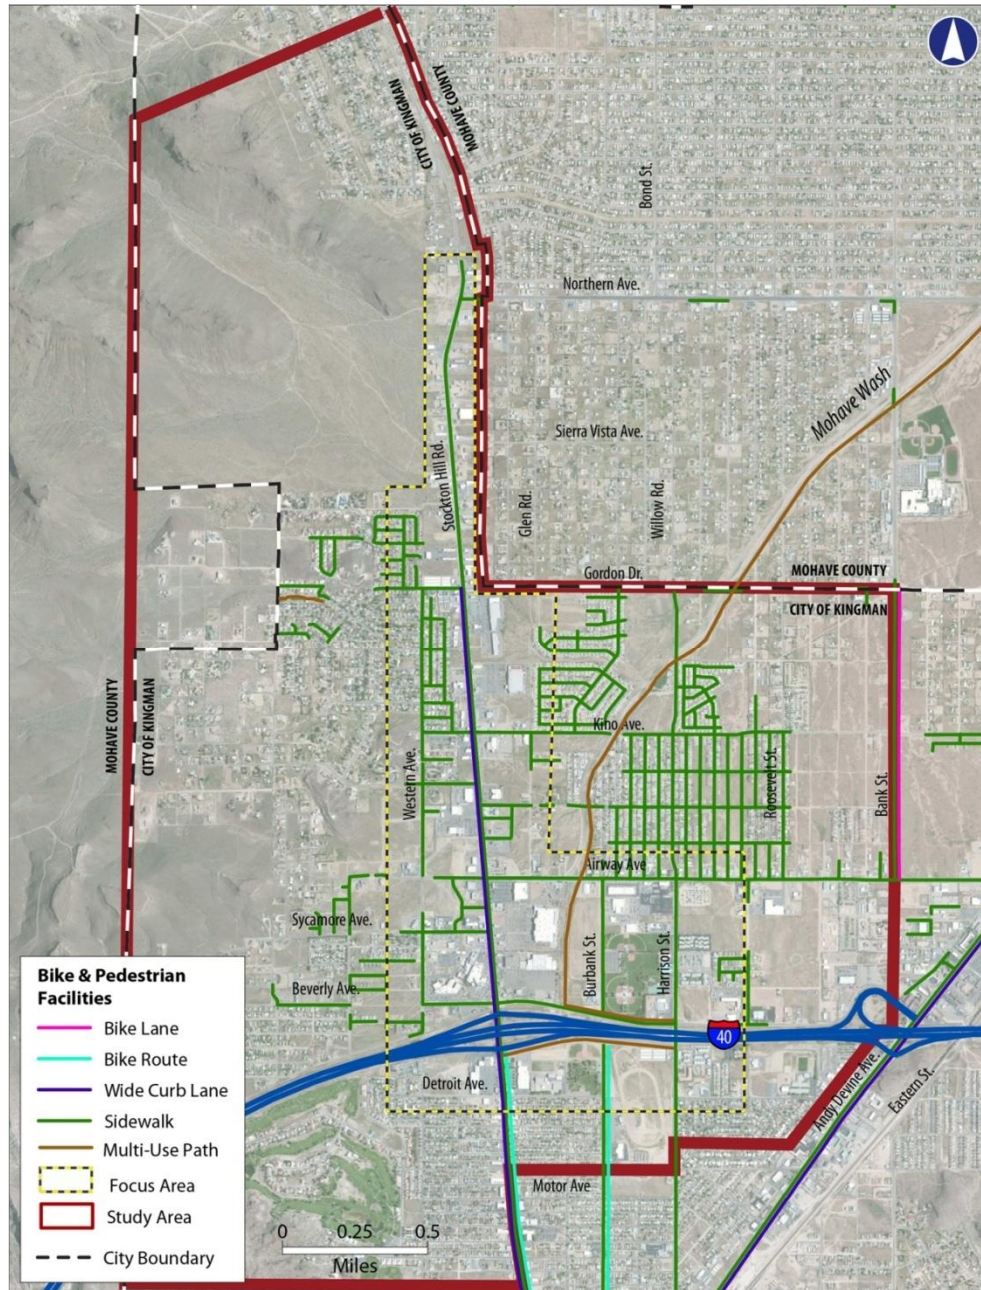 CITY OF KINGMAN
MOHAVE COUNTY
Bond St.
Northern Ave.
Mohave Wash
Sierra Vista Ave.
Stockton Hill Rd.
Glen Rd.
Willow Rd.
Gordon Dr.
MOHAVE COUNTY
CITY OF KINGMAN
MOHAVE COUNTY
CITY OF KINGMAN
Kino Ave.
Western Ave.
Roosevelt St.
Bank St.
Airway Ave
Sycamore Ave.
Burbank St.
Harrison St.
Beverly Ave.
40
Detroit Ave.
Andy Devine Ave.
Eastern St.
Motor Ave
Bike & Pedestrian
Facilities
Bike Lane
Bike Route
Wide Curb Lane
Sidewalk
Multi-Use Path
Focus Area
Study Area
City Boundary
0 0.25 0.5
Miles